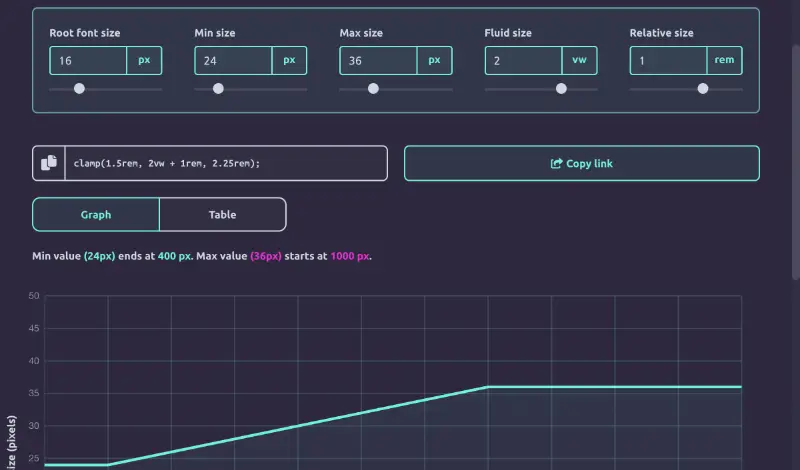 Root font size Min size Max size Fluid size Relative size
16 px 24 px 36 px 2 vw 1 rem
clamp(1.5rem, 2vw + 1rem, 2.25rem);
Copy link
Graph Table
Min value (24px) ends at 400 px. Max value (36px) starts at 1000 px.
50
45
40
35
30
25
size (pixels)